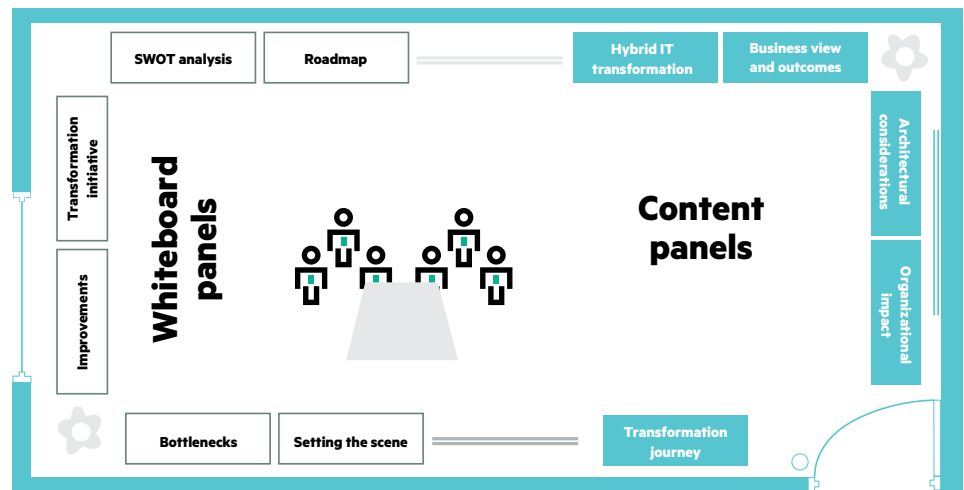 SWOT analysis
Roadmap
Hybrid IT
transformation
Business view
and outcomes
Transformation
initiative
Whiteboard
panels
Content
panels
Architectural
considerations
Improvements
Organizational
impact
Bottlenecks
Setting the scene
Transformation
journey